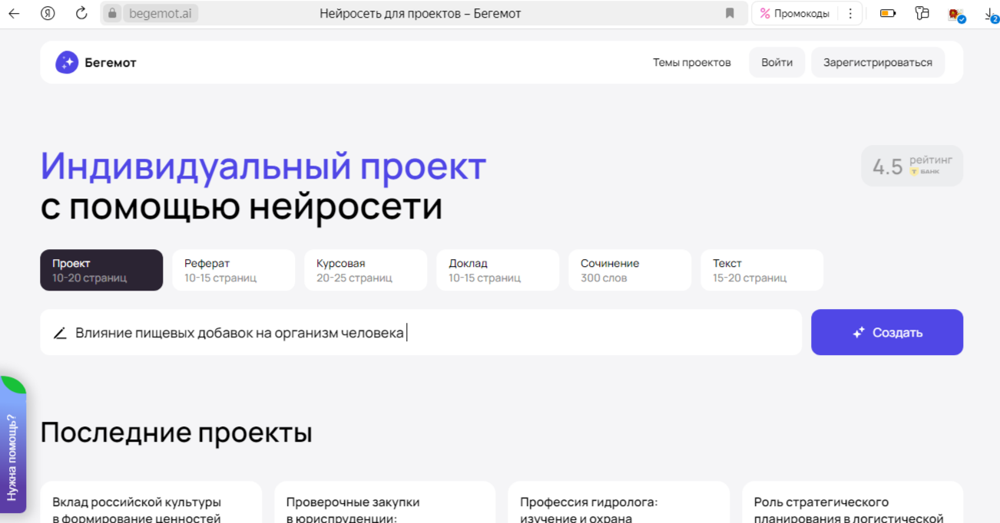 begemot.ai
Нейросеть для проектов – Бегемот
Промокоды
2
Бегемот
Темы проектов
Войти
Зарегистрироваться
Индивидуальный проект
с помощью нейросети
4.5 рейтинг
Т БАНК
Проект
10-20 страниц
Реферат
10-15 страниц
Курсовая
20-25 страниц
Доклад
10-15 страниц
Сочинение
300 слов
Текст
15-20 страниц
Влияние пищевых добавок на организм человека
Создать
Нужна помощь?
Последние проекты
Вклад российской культуры
в формирование ценностей
Проверочные закупки
в юриспруденции:
Профессия гидролога:
изучение и охрана
Роль стратегического
планирования в логистической